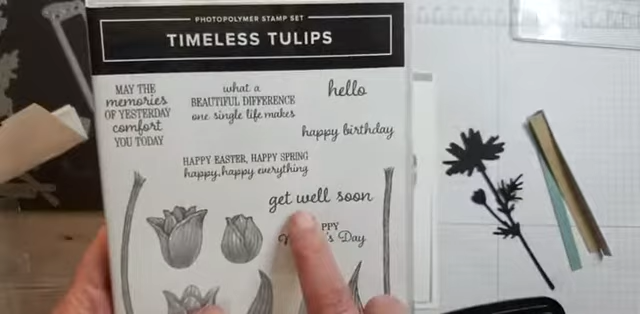 PHOTOPOLYMER STAMP SET
TIMELESS TULIPS
MAY THE
memories
OF YESTERDAY
comfort
YOU TODAY
what a
BEAUTIFUL DIFFERENCE
one single life makes
hello
happy birthday
HAPPY EASTER, HAPPY SPRING
happy, happy everything
get well soon
PPY
's Day